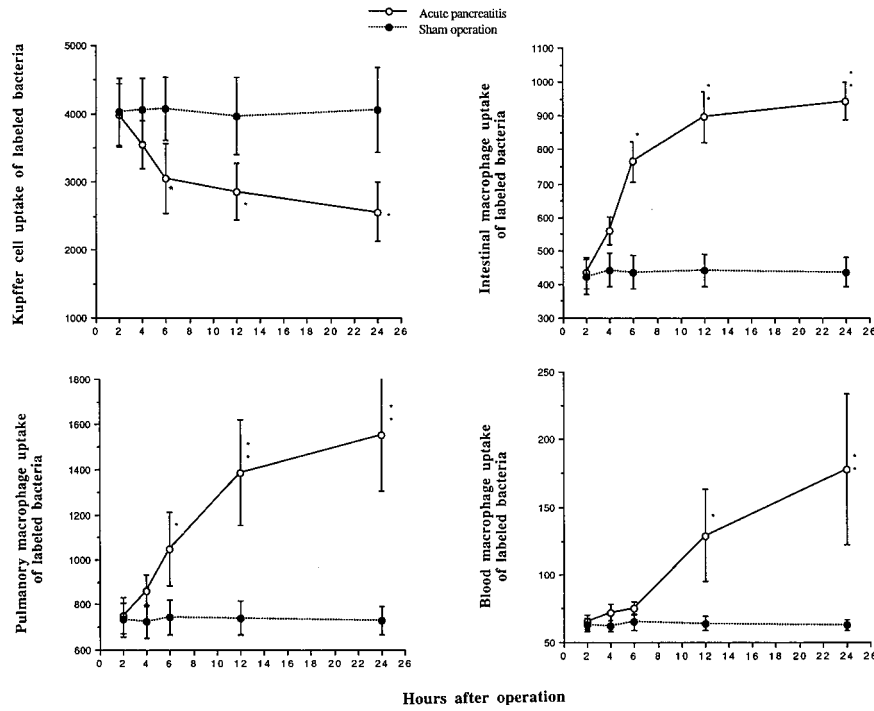 Acute pancreatitis
Sham operation
Kupffer cell uptake of labeled bacteria
5000
4000
3000
2000
1000
0 2 4 6 8 10 12 14 16 18 20 22 24 26
Intestinal macrophage uptake
of labeled bacteria
1100
1000
900
800
700
600
500
400
300
0 2 4 6 8 10 12 14 16 18 20 22 24 26
Pulmanory macrophage uptake
of labeled bacteria
1800
1600
1400
1200
1000
800
600
0 2 4 6 8 10 12 14 16 18 20 22 24 26
Blood macrophage uptake
of labeled bacteria
250
200
150
100
50
0 2 4 6 8 10 12 14 16 18 20 22 24 26
Hours after operation